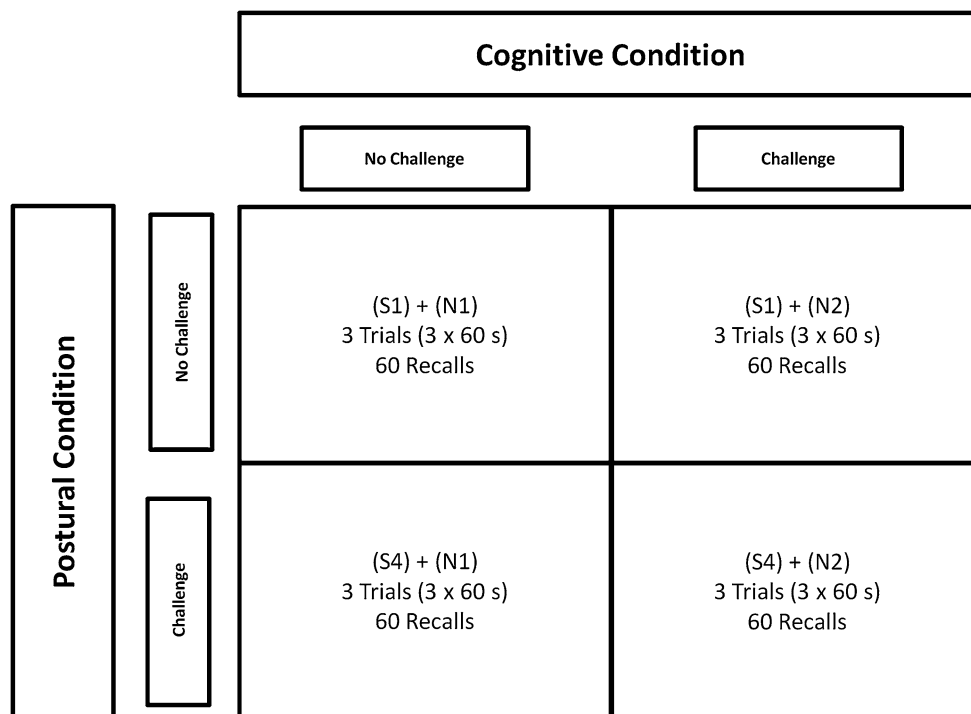 Cognitive Condition
No Challenge
Challenge
Postural Condition
No Challenge
(S1) + (N1)
3 Trials (3 x 60 s)
60 Recalls
(S1) + (N2)
3 Trials (3 x 60 s)
60 Recalls
Challenge
(S4) + (N1)
3 Trials (3 x 60 s)
60 Recalls
(S4) + (N2)
3 Trials (3 x 60 s)
60 Recalls